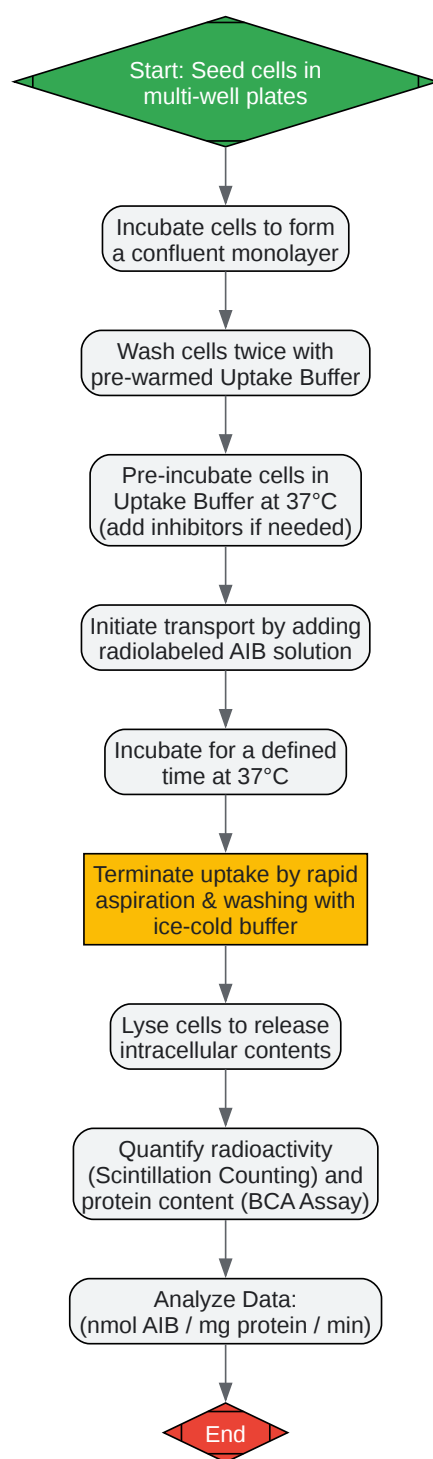 Start: Seed cells in
multi-well plates
Incubate cells to form
a confluent monolayer
Wash cells twice with
pre-warmed Uptake Buffer
Pre-incubate cells in
Uptake Buffer at 37°C
(add inhibitors if needed)
Initiate transport by adding
radiolabeled AIB solution
Incubate for a defined
time at 37°C
Terminate uptake by rapid
aspiration & washing with
ice-cold buffer
Lyse cells to release
intracellular contents
Quantify radioactivity
(Scintillation Counting) and
protein content (BCA Assay)
Analyze Data:
(nmol AIB / mg protein / min)
End